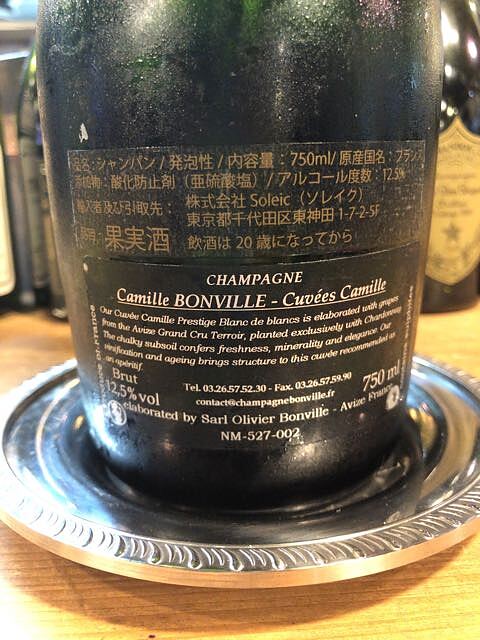 品名：シャンパン / 発泡性 / 内容量：750ml/ 原産国名：フランス
添加物：酸化防止剤（亜硫酸塩）/ アルコール度数：12.5%
輸入者及び引取先： 株式会社 Soleic（ソレイク）
東京都千代田区東神田 1-7-2-5F
果実酒 飲酒は 20 歳になってから
CHAMPAGNE
Camille BONVILLE - Cuvées Camille
Our Cuvée Camille Prestige Blanc de blancs is elaborated with grapes
from the Avize Grand Cru Terroir, planted exclusively with Chardonnay.
The chalky subsoil confers freshness, minerality and elegance. Our
vinification and ageing brings structure to this cuvée recommended as
an apéritif.
Brut
12,5% vol
Tel. 03.26.57.52.30 - Fax. 03.26.57.59.90
contact@champagnebonville.fr
750 ml
elaborated by Sarl Olivier Bonville - Avize France
NM-527-002